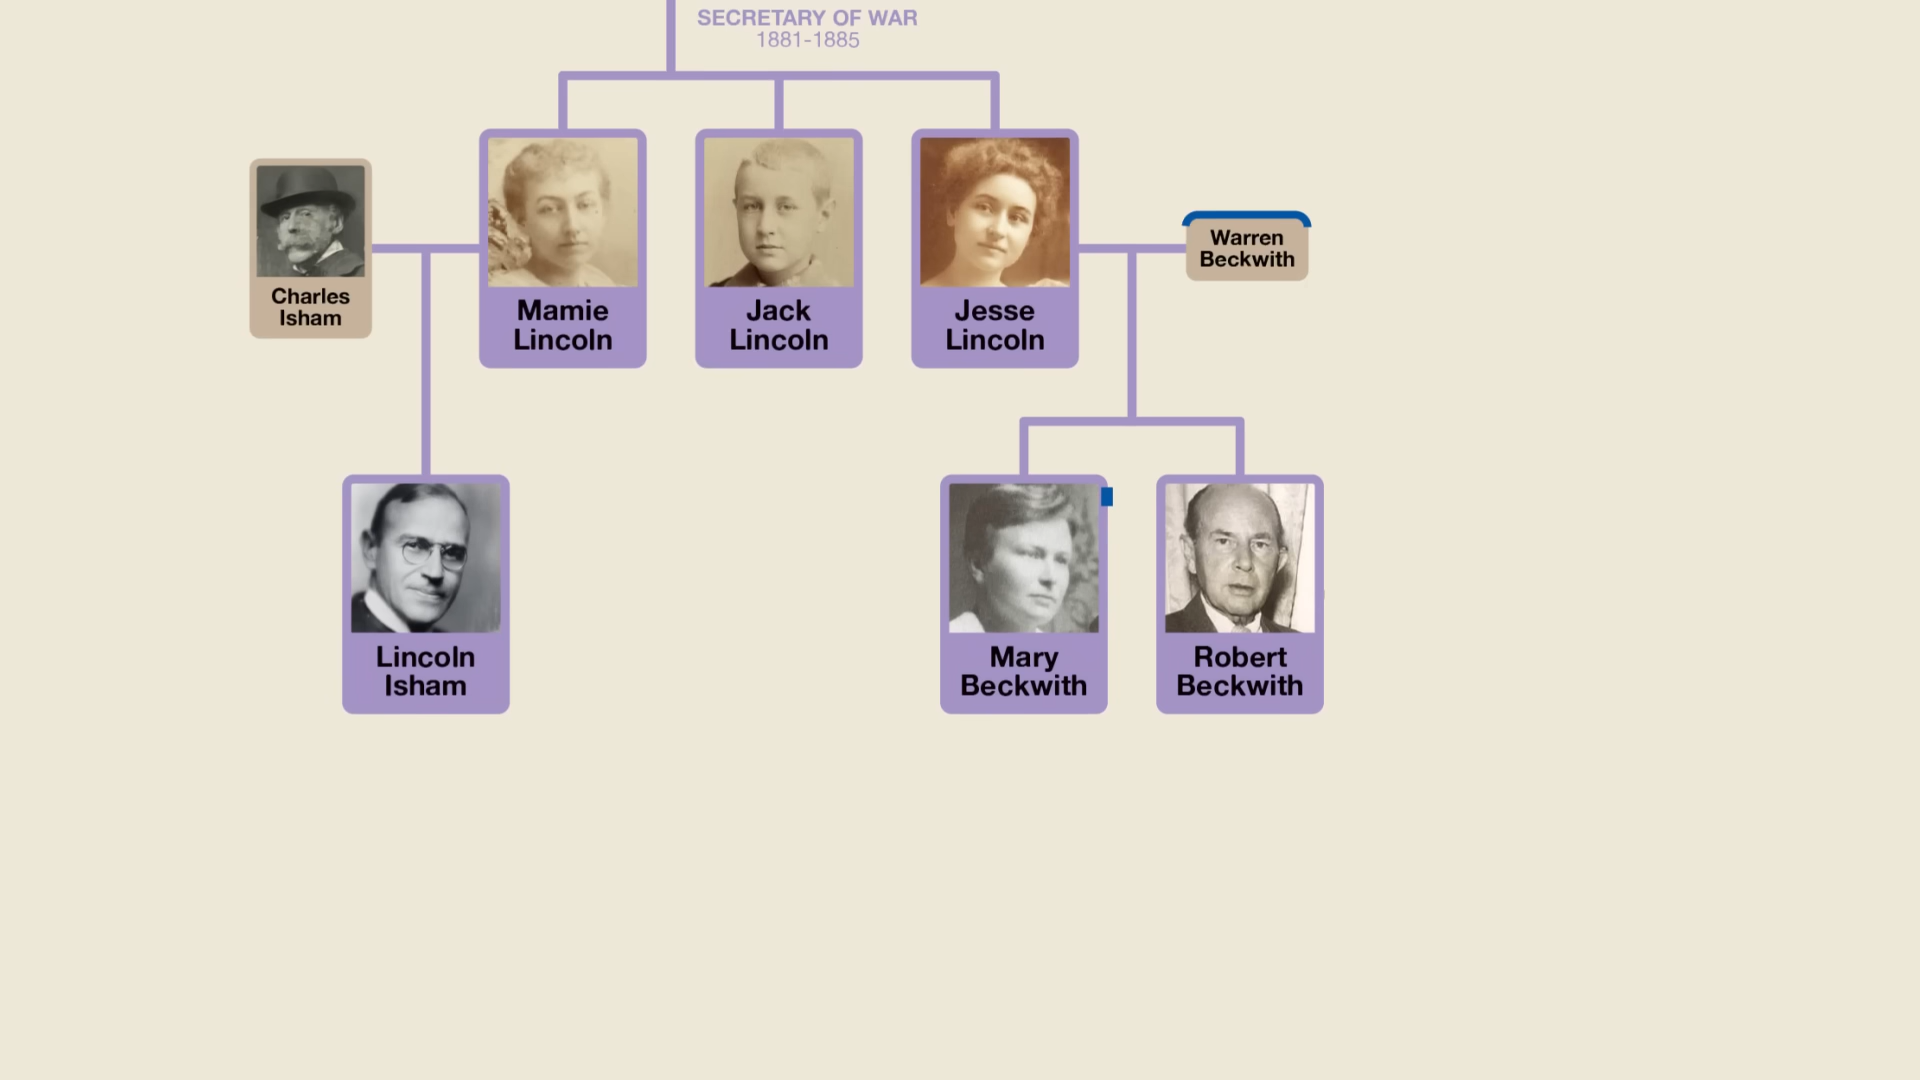 SECRETARY OF WAR
1881-1885
Charles
Isham
Mamie
Lincoln
Jack
Lincoln
Jesse
Lincoln
Warren
Beckwith
Lincoln
Isham
Mary
Beckwith
Robert
Beckwith